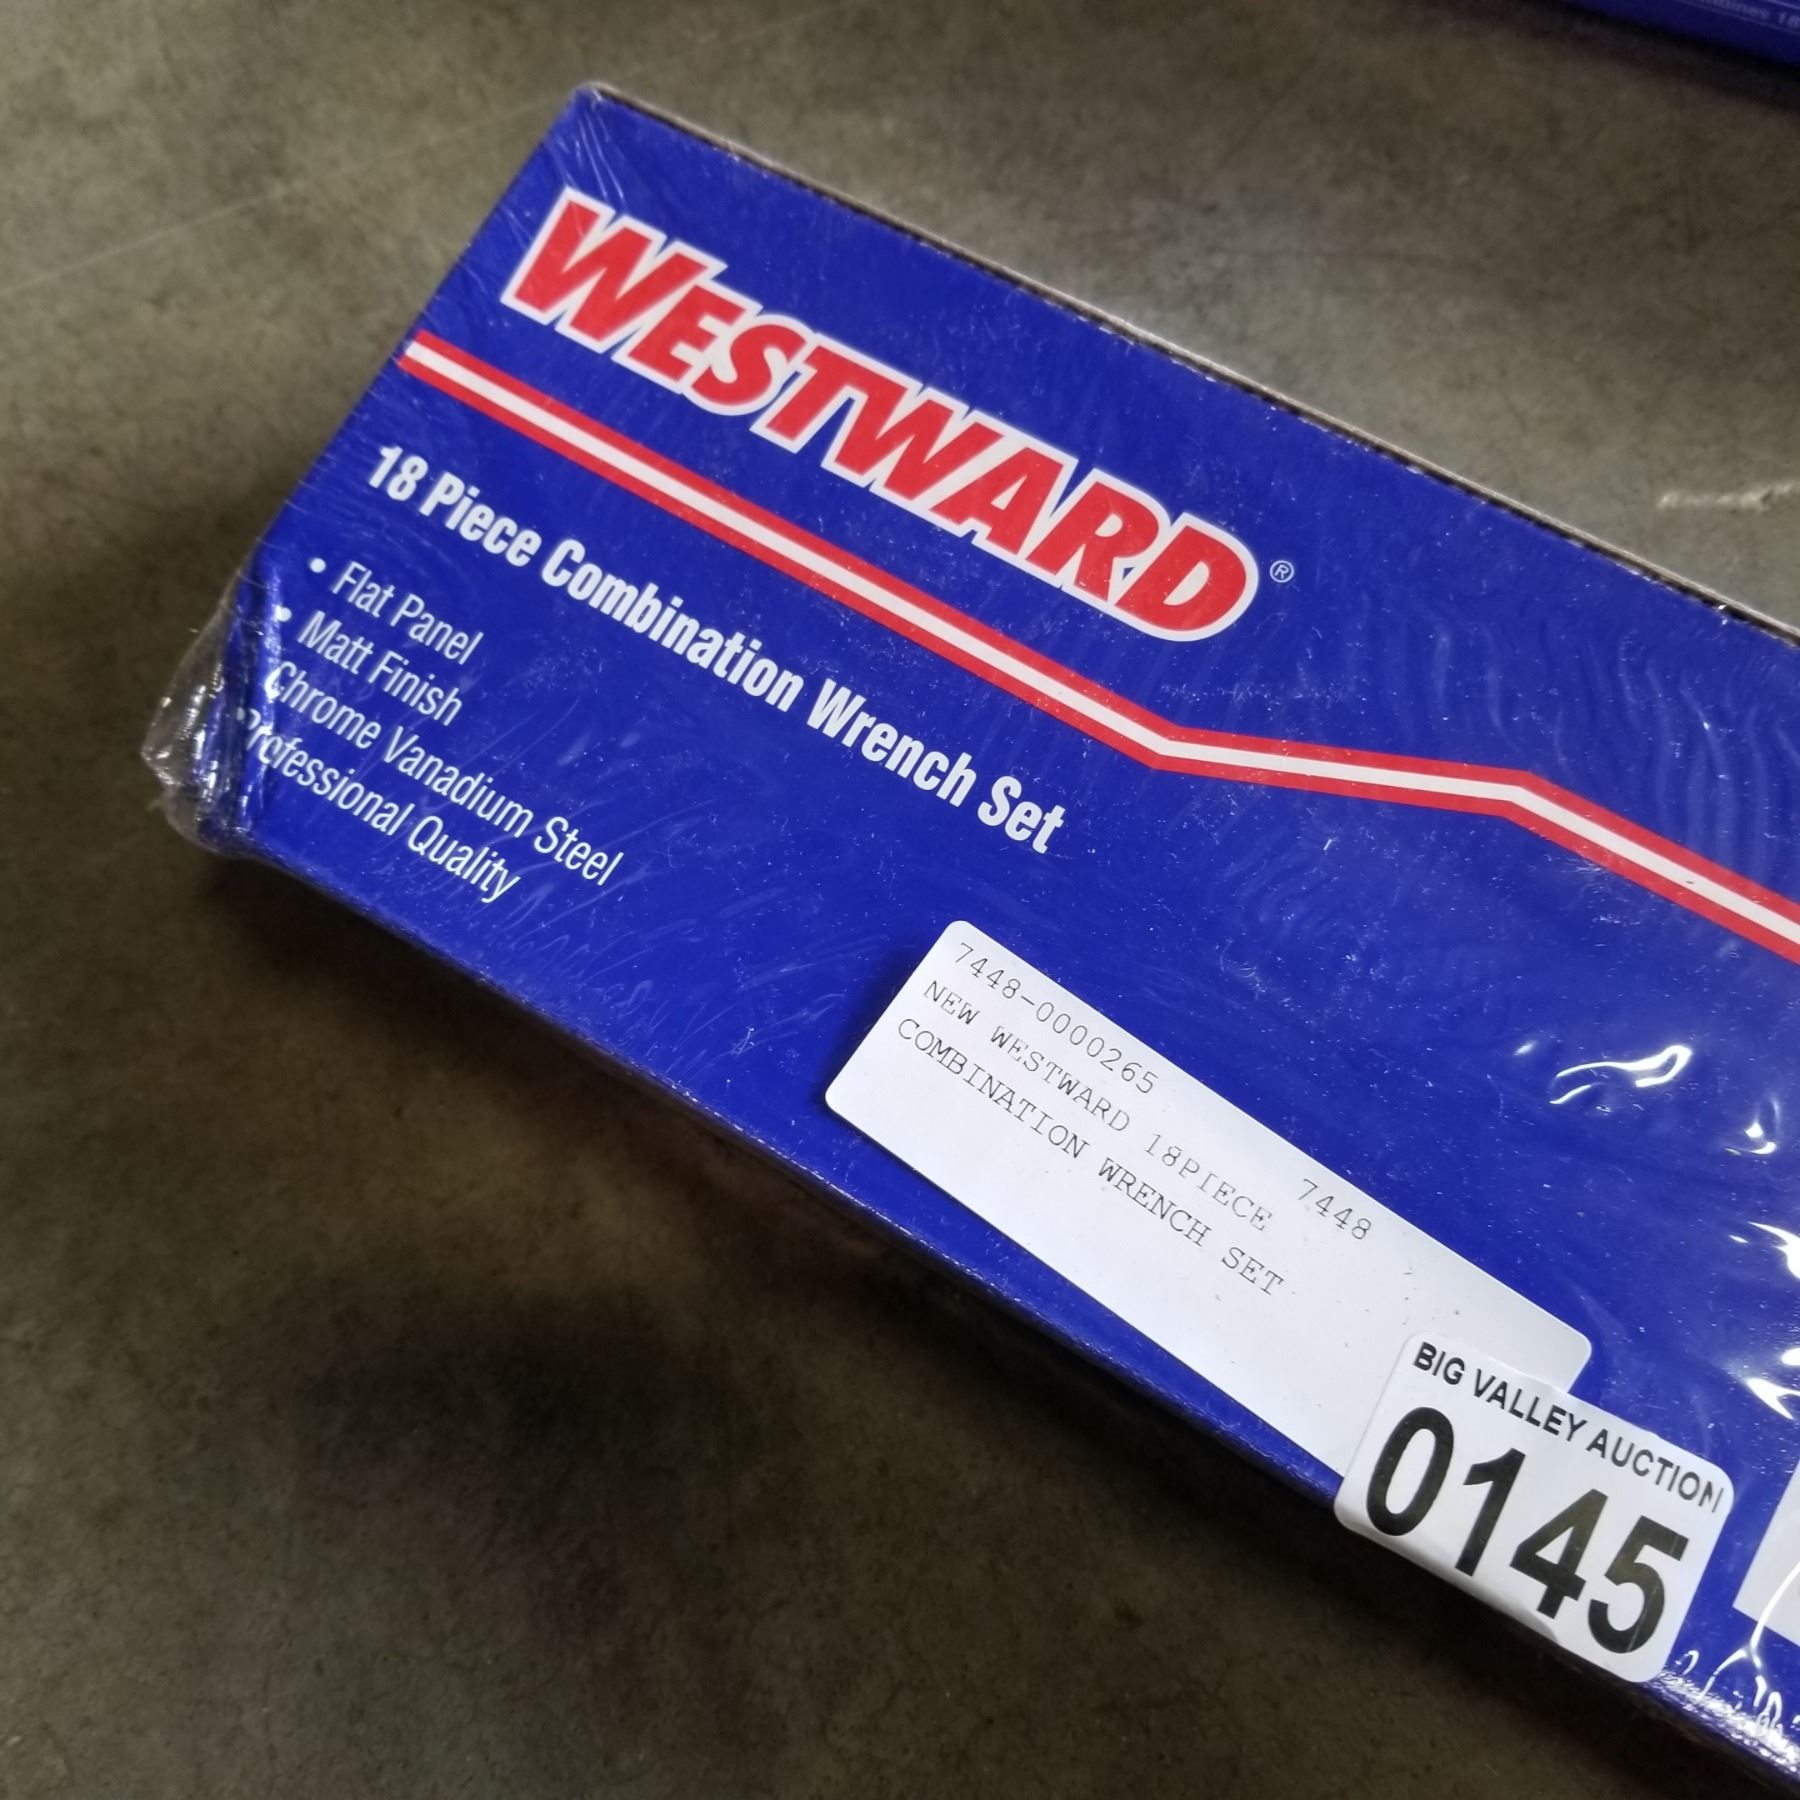 WESTWARD®
18 Piece Combination Wrench Set
• Flat Panel
• Matt Finish
Chrome Vanadium Steel
Professional Quality
7448-0000265 7448
NEW WESTWARD 18PIECE
COMBINATION WRENCH SET
BIG VALLEY AUCTION
0145